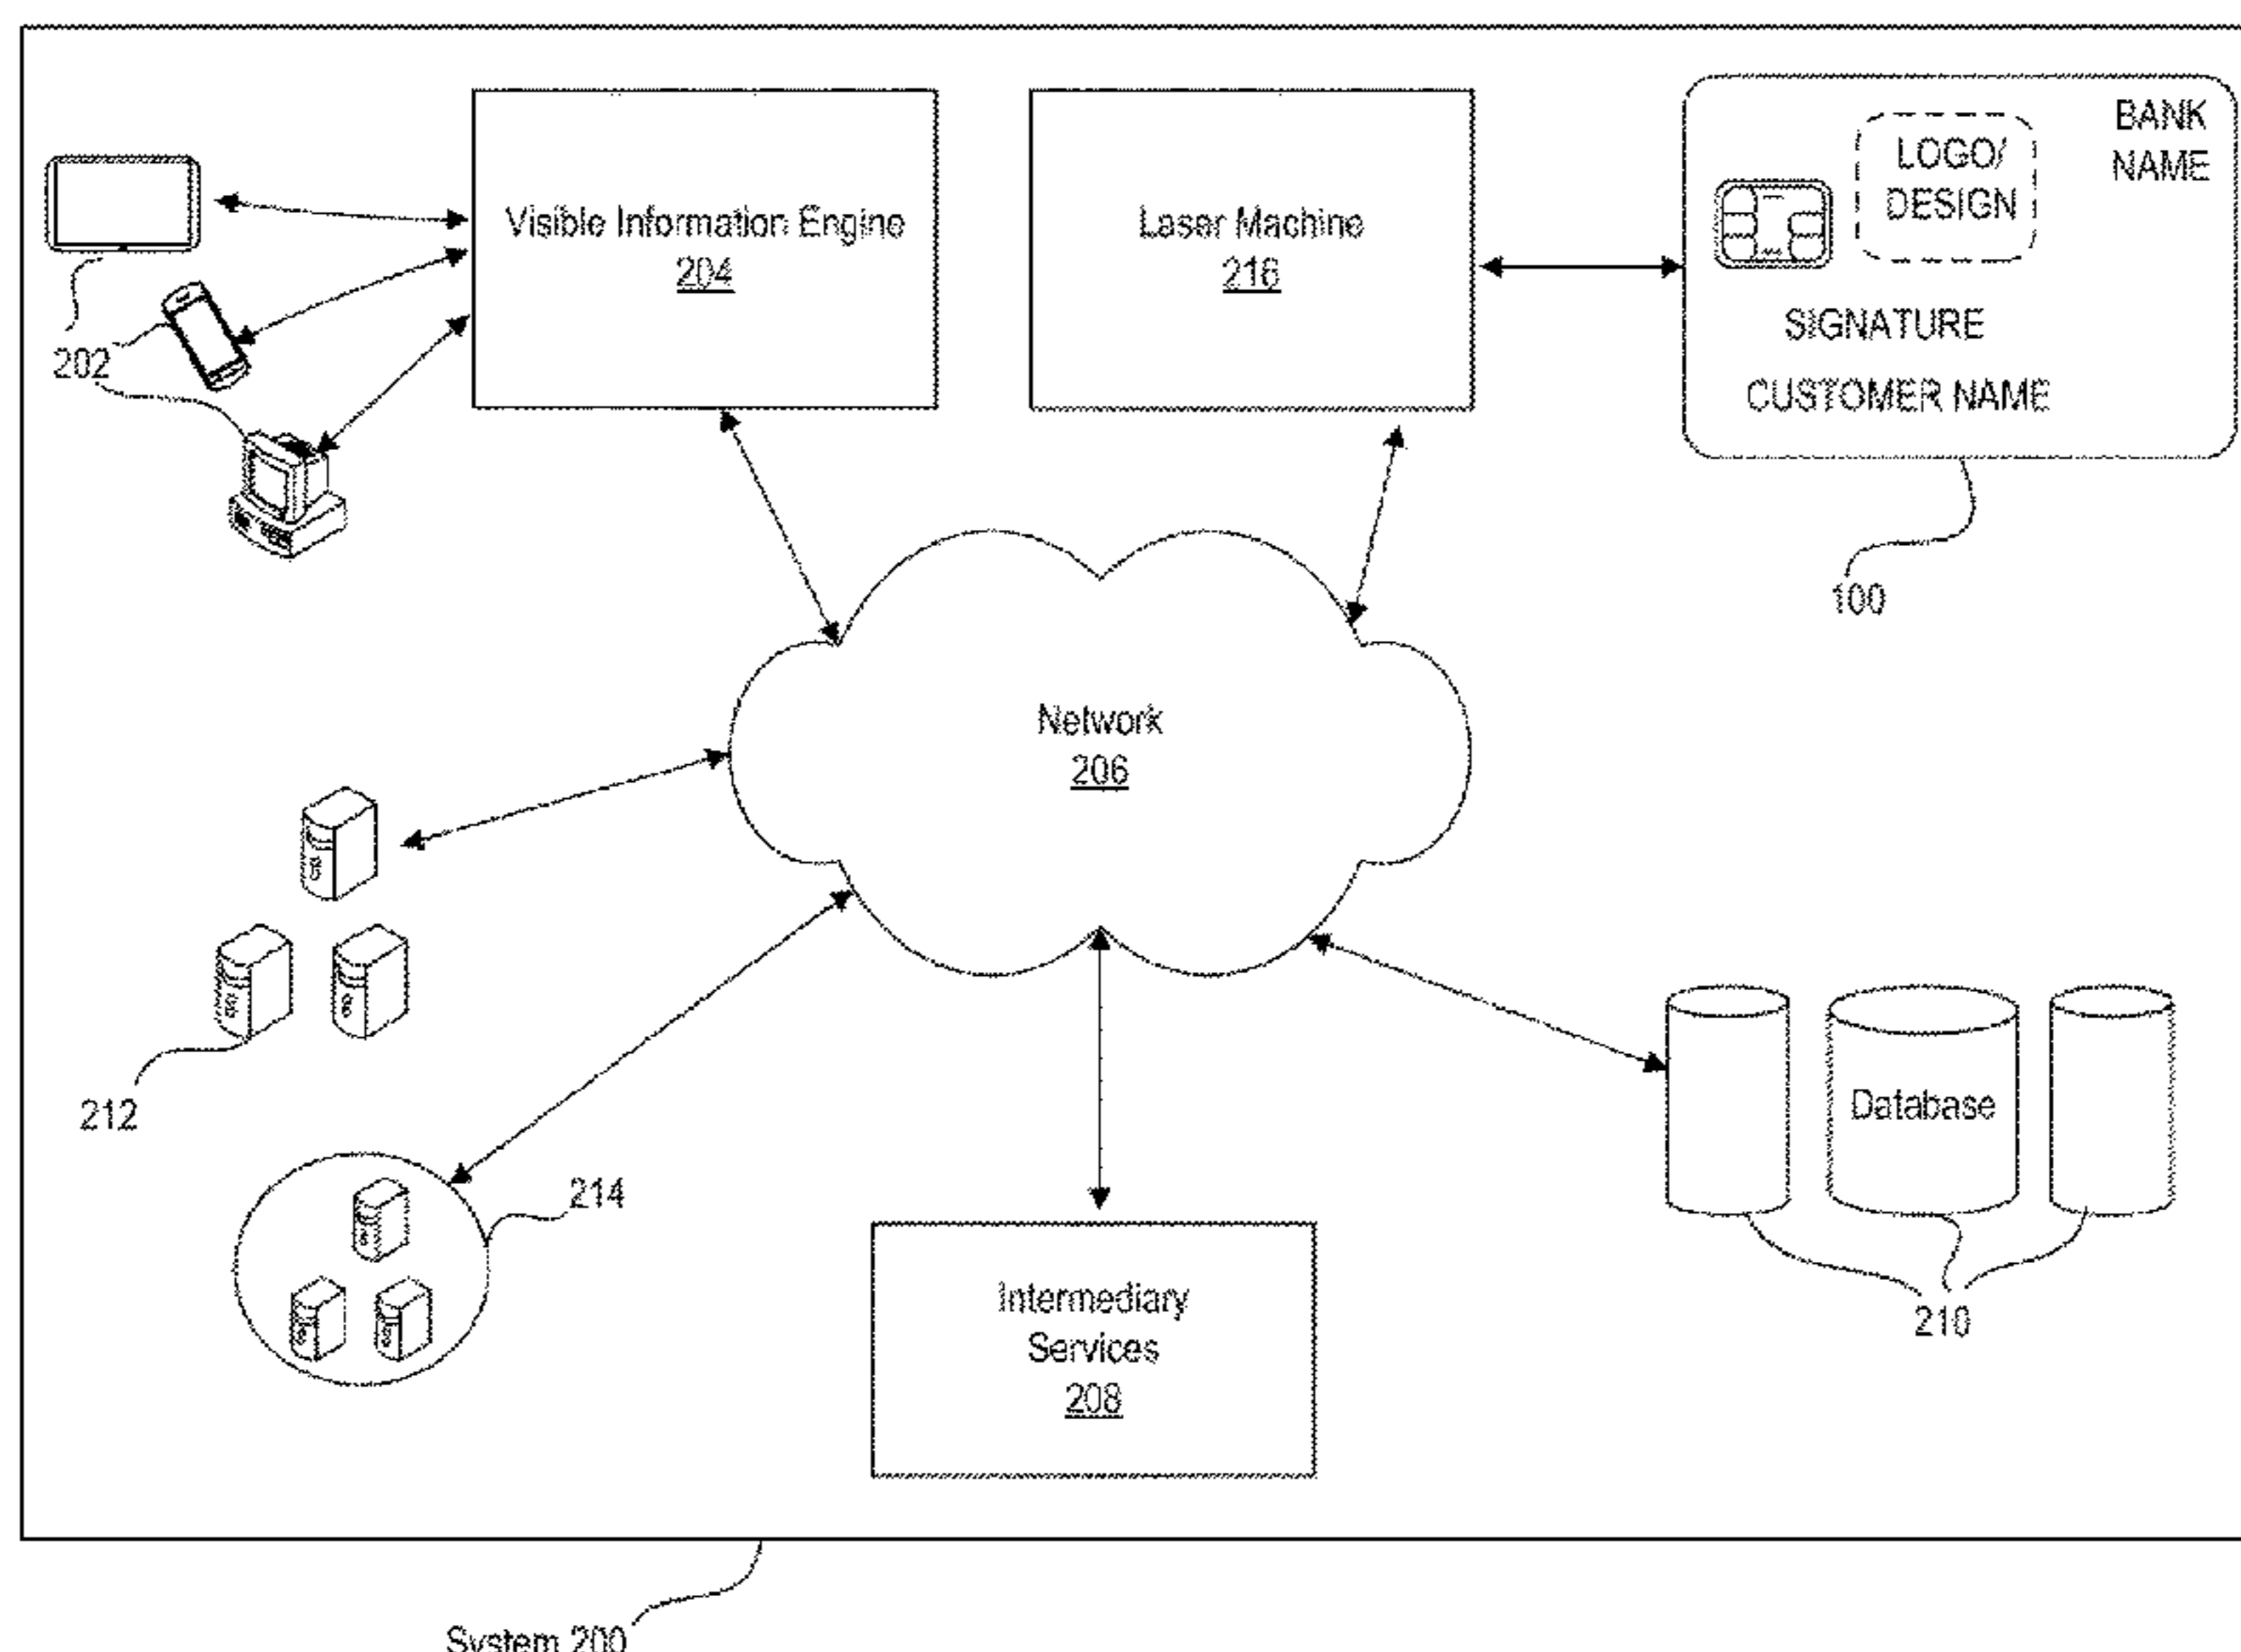 Visible Information Engine
204
Laser Machine
216
BANK
NAME
LOGO/
DESIGN
SIGNATURE
CUSTOMER NAME
202
100
Network
206
212
214
Database
210
Intermediary
Services
208
System 200